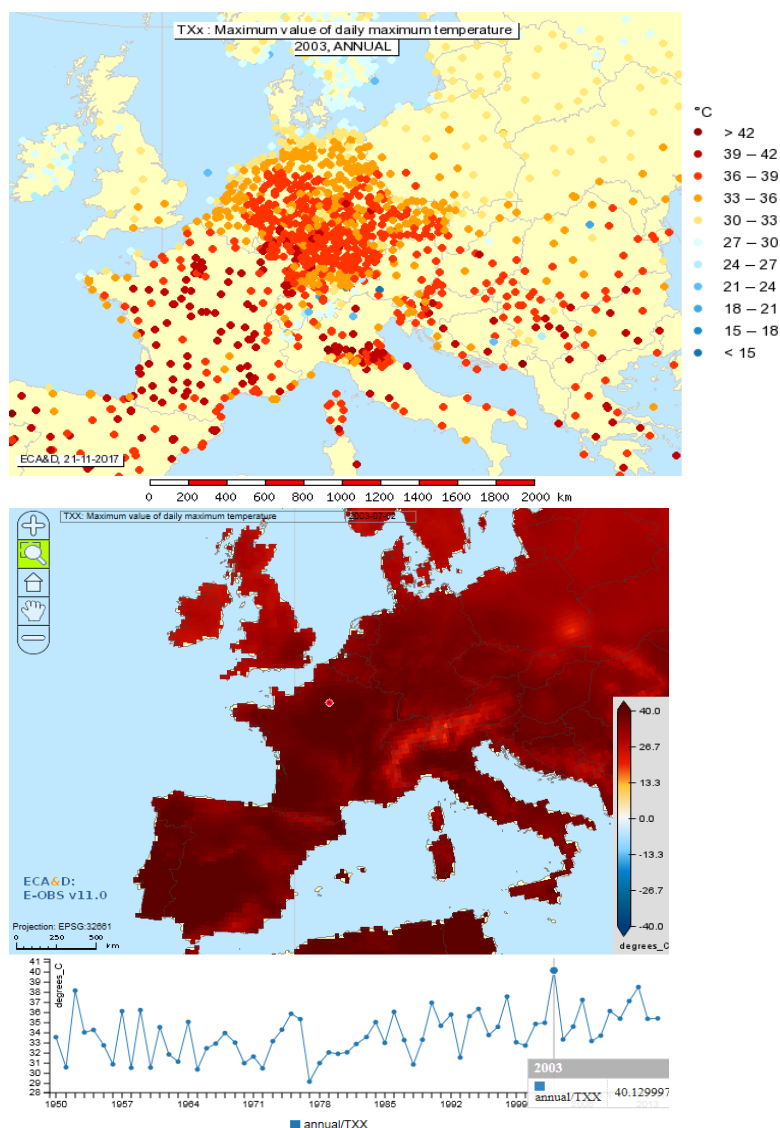 TXx : Maximum value of daily maximum temperature
2003, ANNUAL
°C
> 42
39 – 42
36 – 39
33 – 36
30 – 33
27 – 30
24 – 27
21 – 24
18 – 21
15 – 18
< 15
ECA&D, 21-11-2017
0 200 400 600 800 1000 1200 1400 1600 1800 2000 km
TXX: Maximum value of daily maximum temperature
40.0
26.7
13.3
0.0
-13.3
-26.7
-40.0
degrees_C
ECA&D:
E-OBS v11.0
Projection: EPSG:32661
0 250 500
km
degrees_C
41
40
39
38
37
36
35
34
33
32
31
30
29
28
1950 1957 1964 1971 1978 1985 1992 1999
2003
annual/TXX 40.129997
annual/TXX